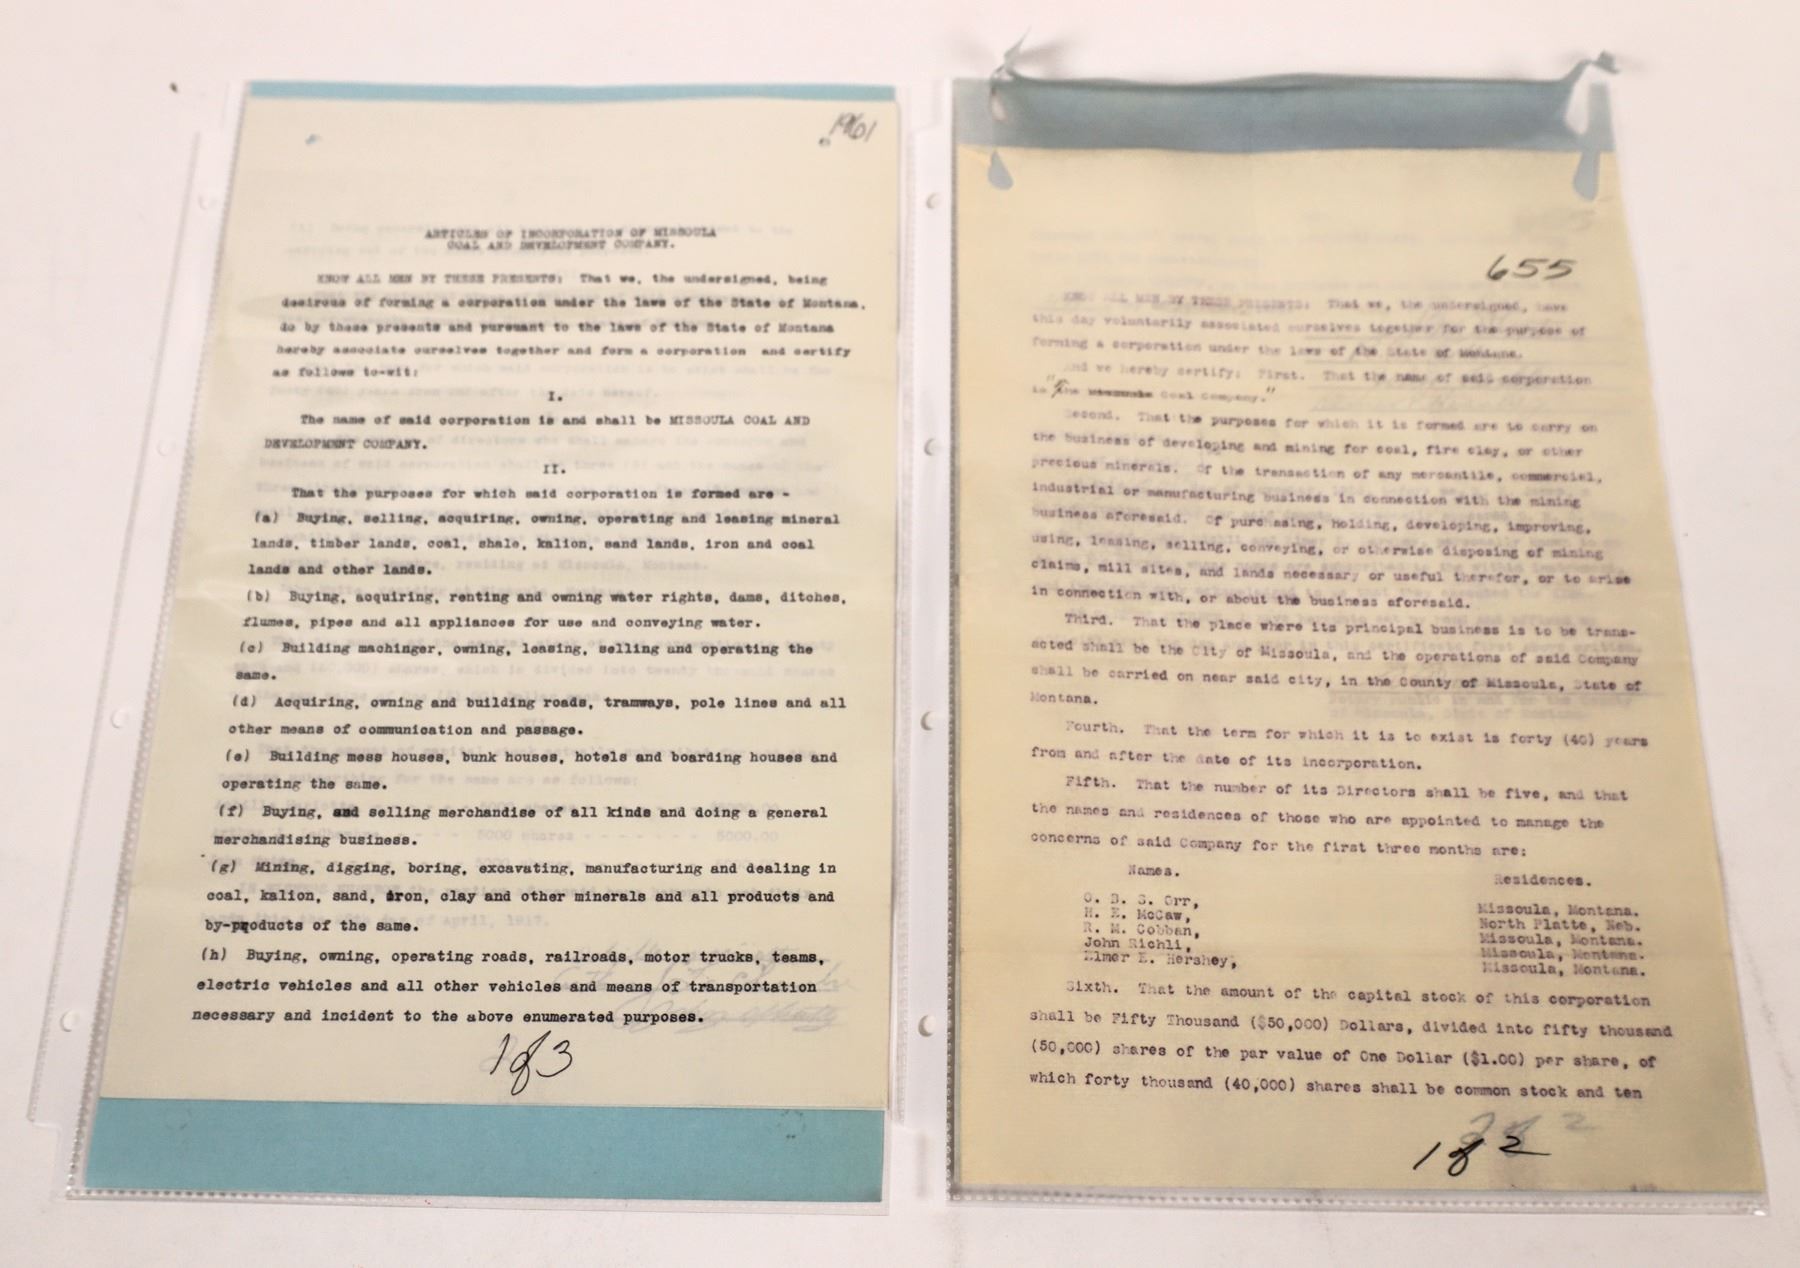 1961
ARTICLES OF INCORPORATION OF MISSOULA
COAL AND DEVELOPMENT COMPANY.
KNOW ALL MEN BY THESE PRESENTS: That we, the undersigned, being
desirous of forming a corporation under the laws of the State of Montana,
do by these presents and pursuant to the laws of the State of Montana
hereby associate ourselves together and form a corporation and certify
as follows to-wit:
I.
The name of said corporation is and shall be MISSOULA COAL AND
DEVELOPMENT COMPANY.
II.
That the purposes for which said corporation is formed are -
(a) Buying, selling, acquiring, owning, operating and leasing mineral
lands, timber lands, coal, shale, kalion, sand lands, iron and coal
lands and other lands.
(b) Buying, acquiring, renting and owning water rights, dams, ditches,
flumes, pipes and all appliances for use and conveying water.
(c) Building machinger, owning, leasing, selling and operating the
same.
(d) Acquiring, owning and building roads, tramways, pole lines and all
other means of communication and passage.
(e) Building mess houses, bunk houses, hotels and boarding houses and
operating the same.
(f) Buying, and selling merchandise of all kinds and doing a general
merchandising business.
(g) Mining, digging, boring, excavating, manufacturing and dealing in
coal, kalion, sand, iron, clay and other minerals and all products and
by-products of the same.
(h) Buying, owning, operating roads, railroads, motor trucks, teams,
electric vehicles and all other vehicles and means of transportation
necessary and incident to the above enumerated purposes.
1 of 3
655
KNOW ALL MEN BY THESE PRESENTS: That we, the undersigned, have
this day voluntarily associated ourselves together for the purpose of
forming a corporation under the laws of the State of Montana.
And we hereby certify: First. That the name of said corporation
is "The Coal Company."
Second. That the purposes for which it is formed are to carry on
the business of developing and mining for coal, fire clay, or other
precious minerals. Of the transaction of any mercantile, commercial,
industrial or manufacturing business in connection with the mining
business aforesaid. Of purchasing, holding, developing, improving,
using, leasing, selling, conveying, or otherwise disposing of mining
claims, mill sites, and lands necessary or useful therefor, or to arise
in connection with, or about the business aforesaid.
Third. That the place where its principal business is to be trans-
acted shall be the City of Missoula, and the operations of said Company
shall be carried on near said city, in the County of Missoula, State of
Montana.
Fourth. That the term for which it is to exist is forty (40) years
from and after the date of its incorporation.
Fifth. That the number of its Directors shall be five, and that
the names and residences of those who are appointed to manage the
concerns of said Company for the first three months are:
Names. Residences.
O. B. S. Orr, Missoula, Montana.
H. E. McCaw, North Platte, Neb.
R. M. Cobban, Missoula, Montana.
John Richli, Missoula, Montana.
Elmer E. Hershey, Missoula, Montana.
Sixth. That the amount of the capital stock of this corporation
shall be Fifty Thousand ($50,000) Dollars, divided into fifty thousand
(50,000) shares of the par value of One Dollar ($1.00) per share, of
which forty thousand (40,000) shares shall be common stock and ten
1 of 2